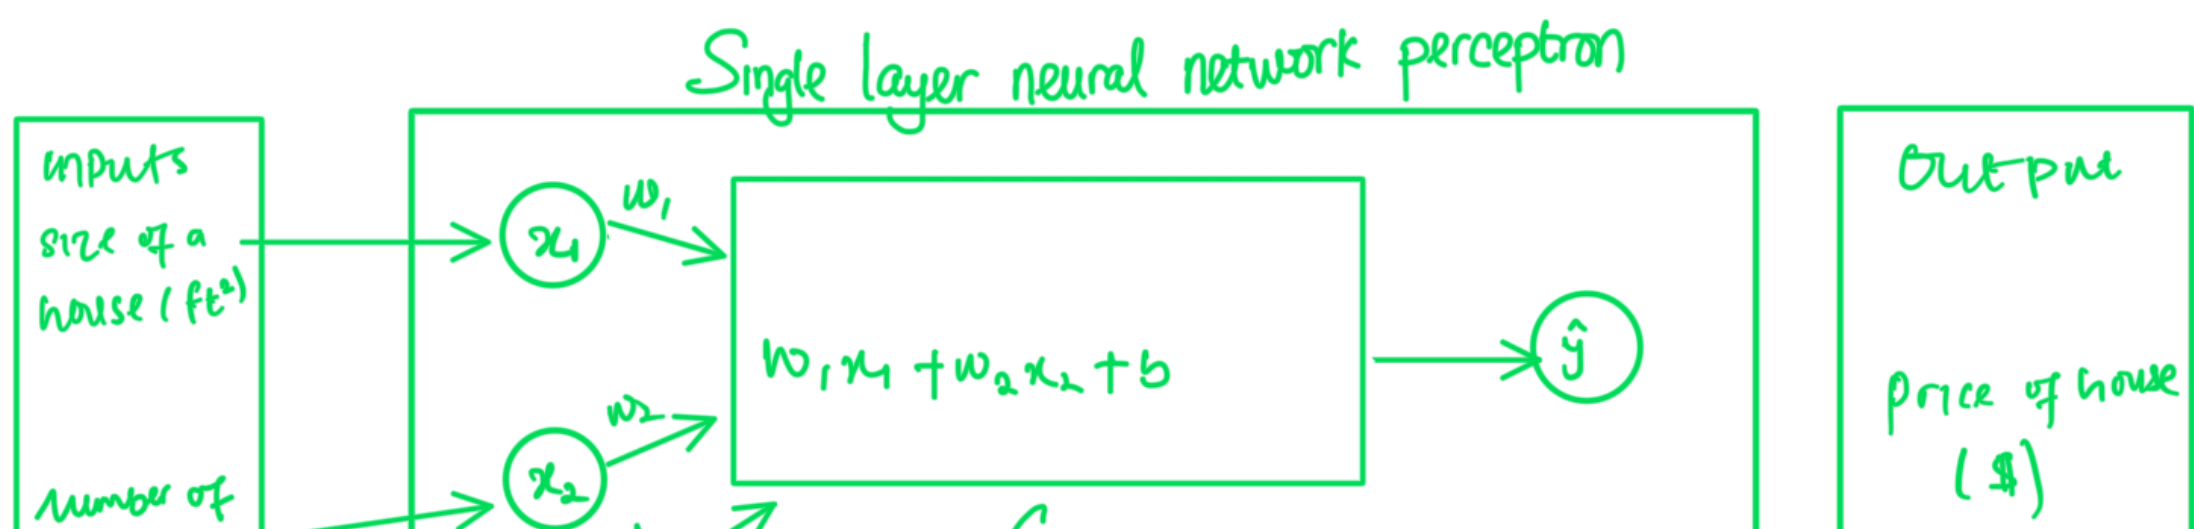 Single layer neural network perceptron
inputs
size of a
house (ft²)
number of
x₁
w₁
x₂
w₂
w₁x₁ + w₂x₂ + b
ŷ
Output
price of house
($)